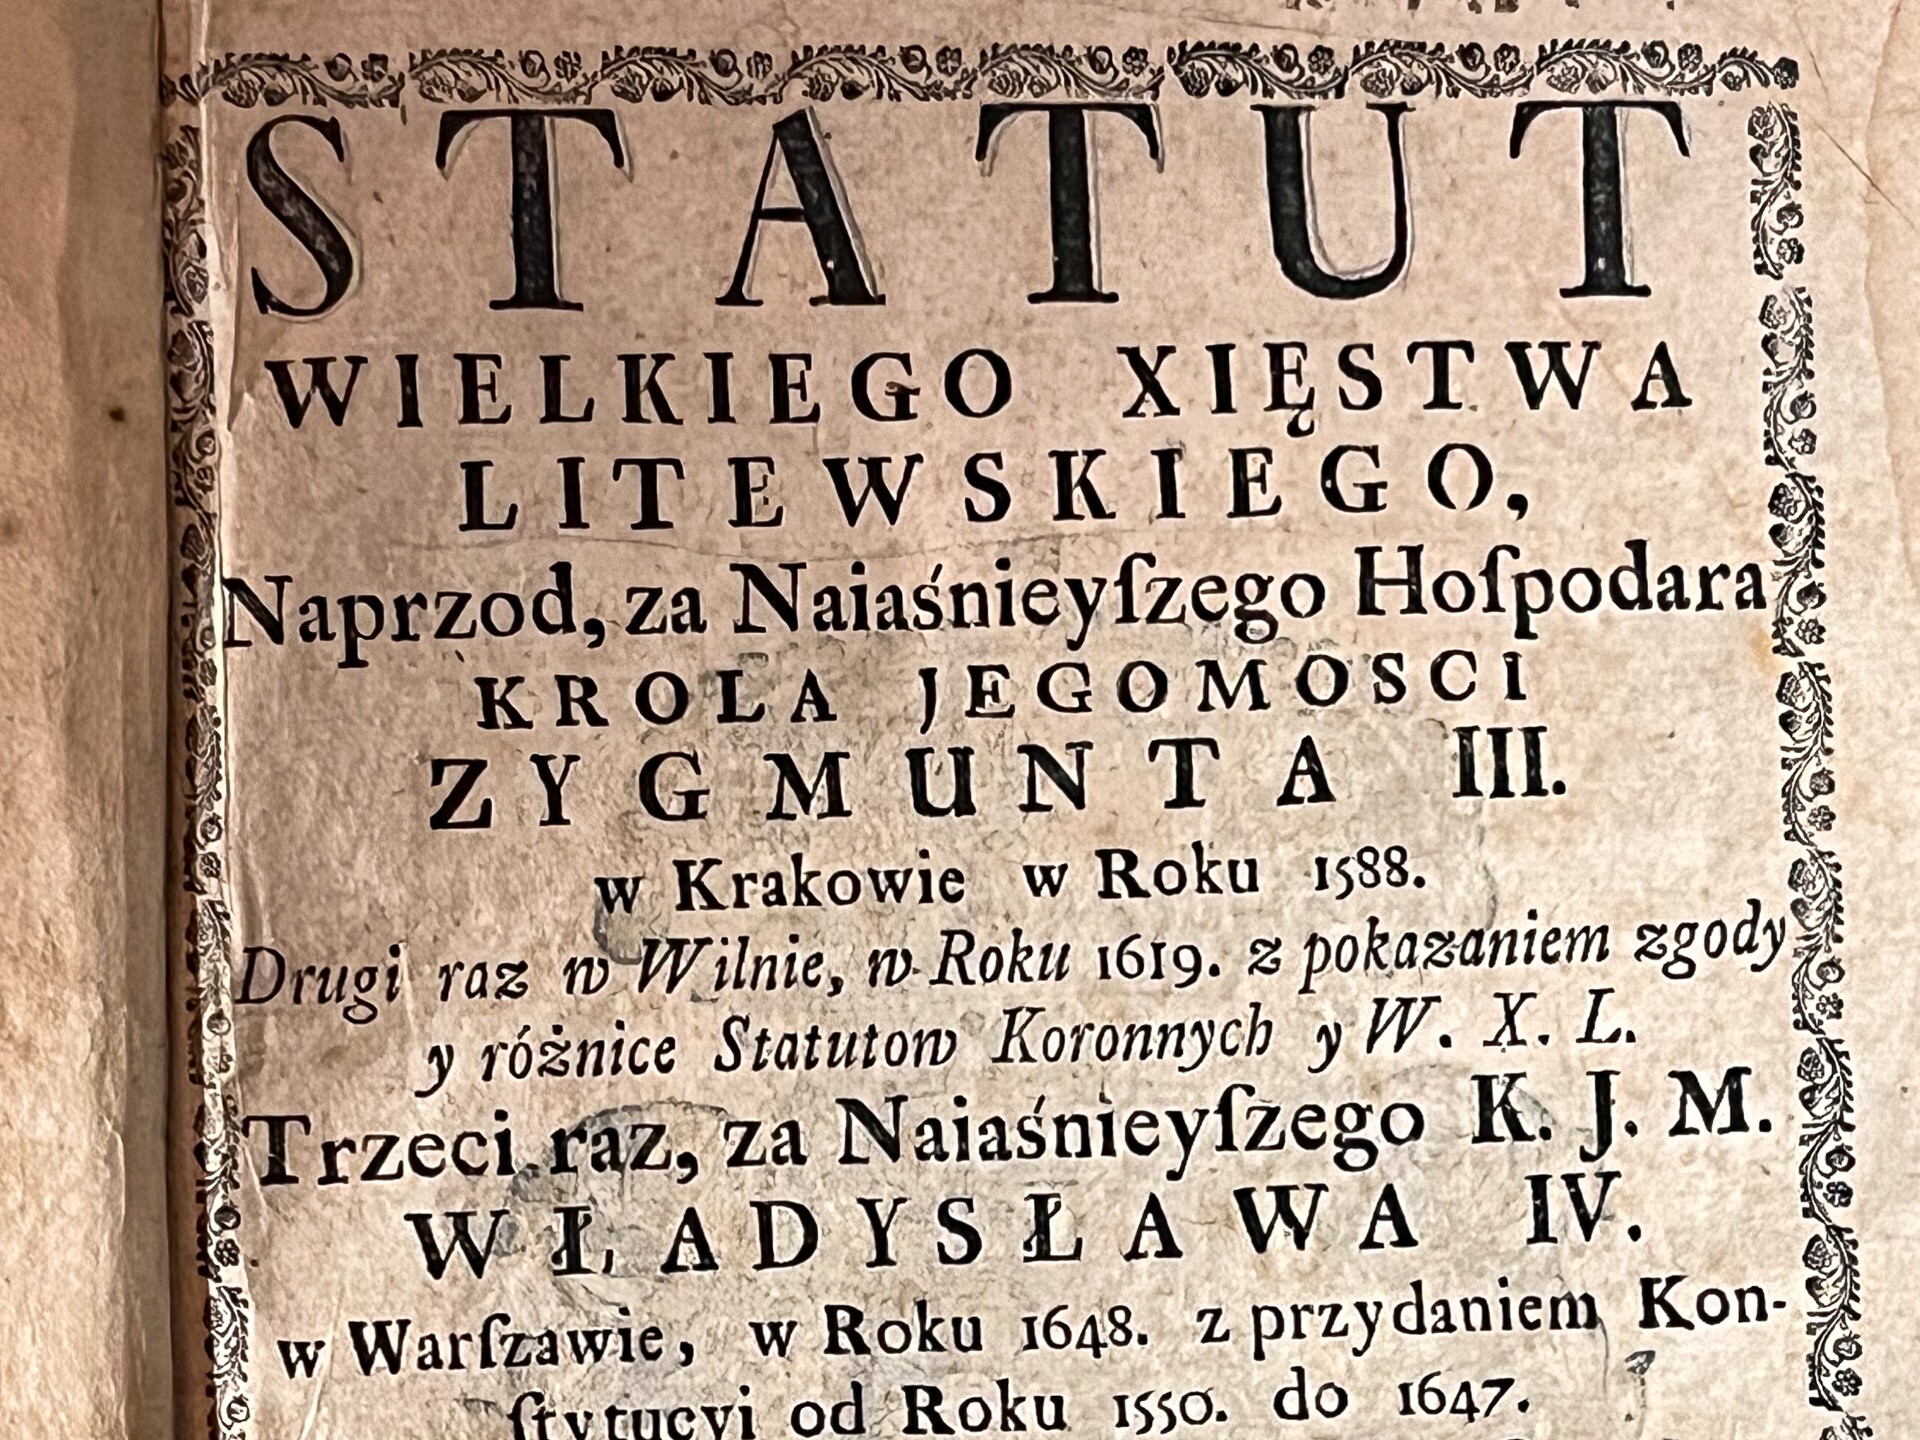 STATUT
WIELKIEGO XIĘSTWA
LITEWSKIEGO,
Naprzod, za Naiaśnieyſzego Hoſpodara
KROLA JEGOMOSCI
ZYGMUNTA III.
w Krakowie w Roku 1588.
Drugi raz w Wilnie, w Roku 1619. z pokazaniem zgody
y różnice Statutow Koronnych y W. X. L.
Trzeci raz, za Naiaśnieyſzego K. J. M.
WŁADYSŁAWA IV.
w Warſzawie, w Roku 1648. z przydaniem Kon-
ſtytucyi od Roku 1550. do 1647.